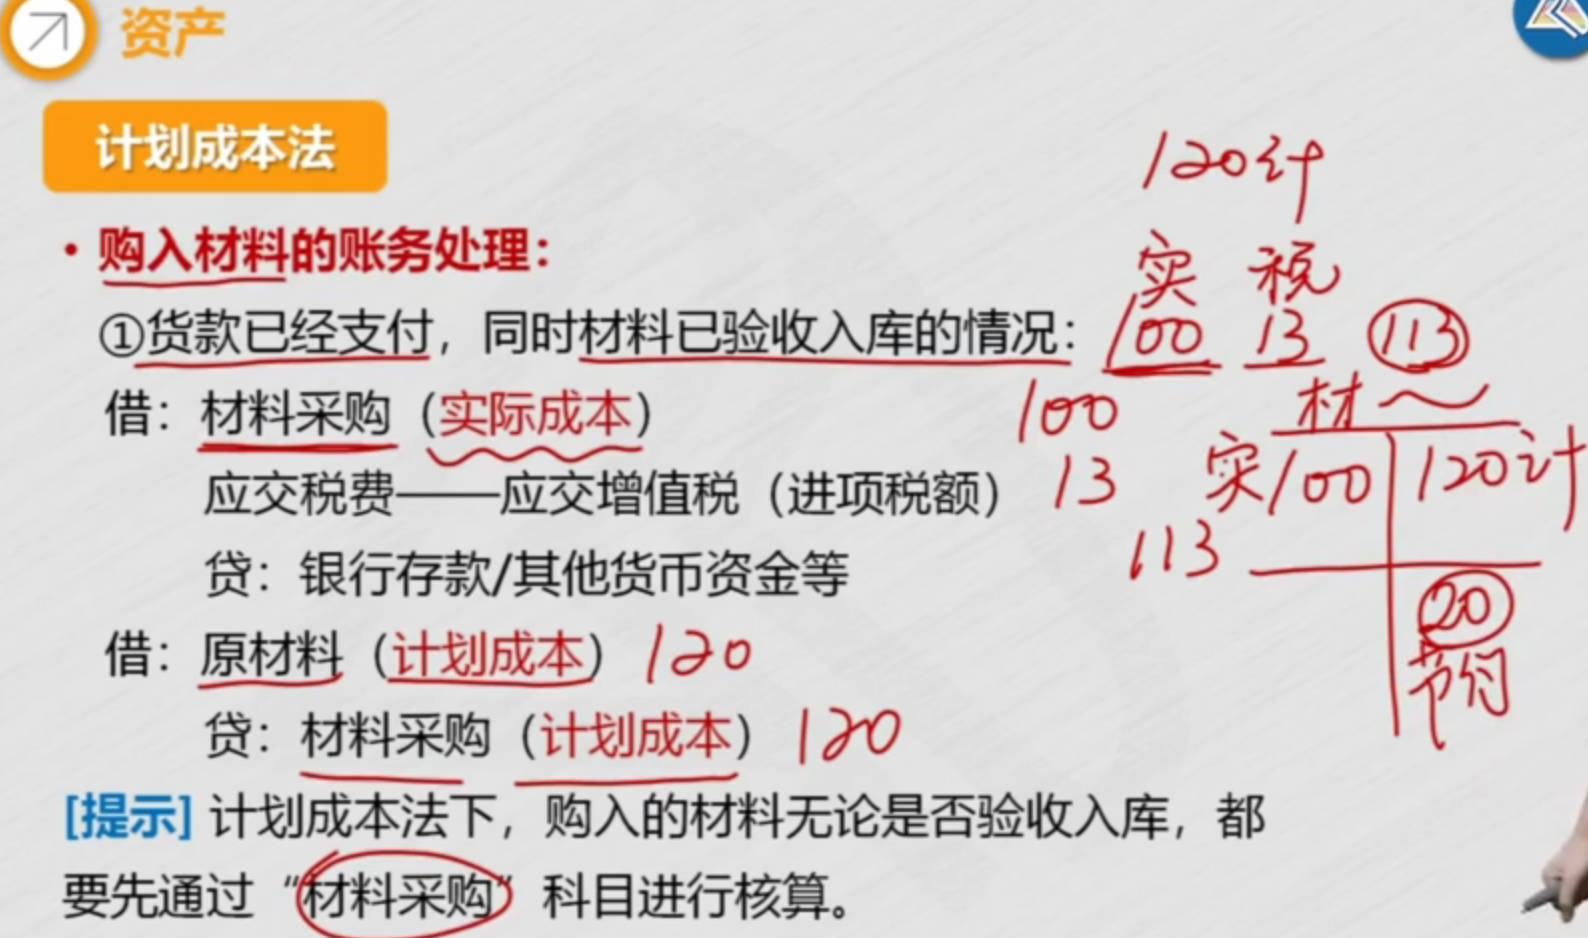 资产
计划成本法
120计
• 购入材料的账务处理：
实 税
①货款已经支付，同时材料已验收入库的情况：100 13 113
借：材料采购（实际成本） 100
材
应交税费——应交增值税（进项税额） 13
实100 120计
贷：银行存款/其他货币资金等 113
20
节约
借：原材料（计划成本） 120
贷：材料采购（计划成本） 120
[提示] 计划成本法下，购入的材料无论是否验收入库，都
要先通过“材料采购”科目进行核算。